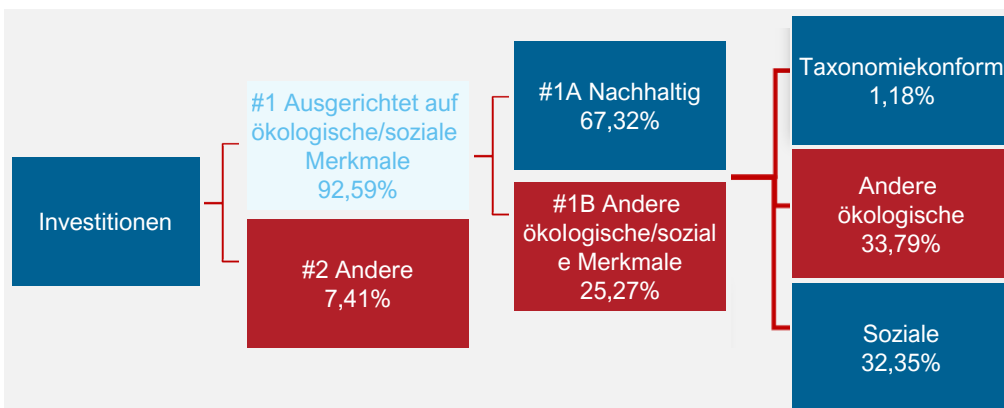 Investitionen
#1 Ausgerichtet auf
ökologische/soziale
Merkmale
92,59%
#2 Andere
7,41%
#1A Nachhaltig
67,32%
#1B Andere
ökologische/sozial
e Merkmale
25,27%
Taxonomiekonform
1,18%
Andere
ökologische
33,79%
Soziale
32,35%